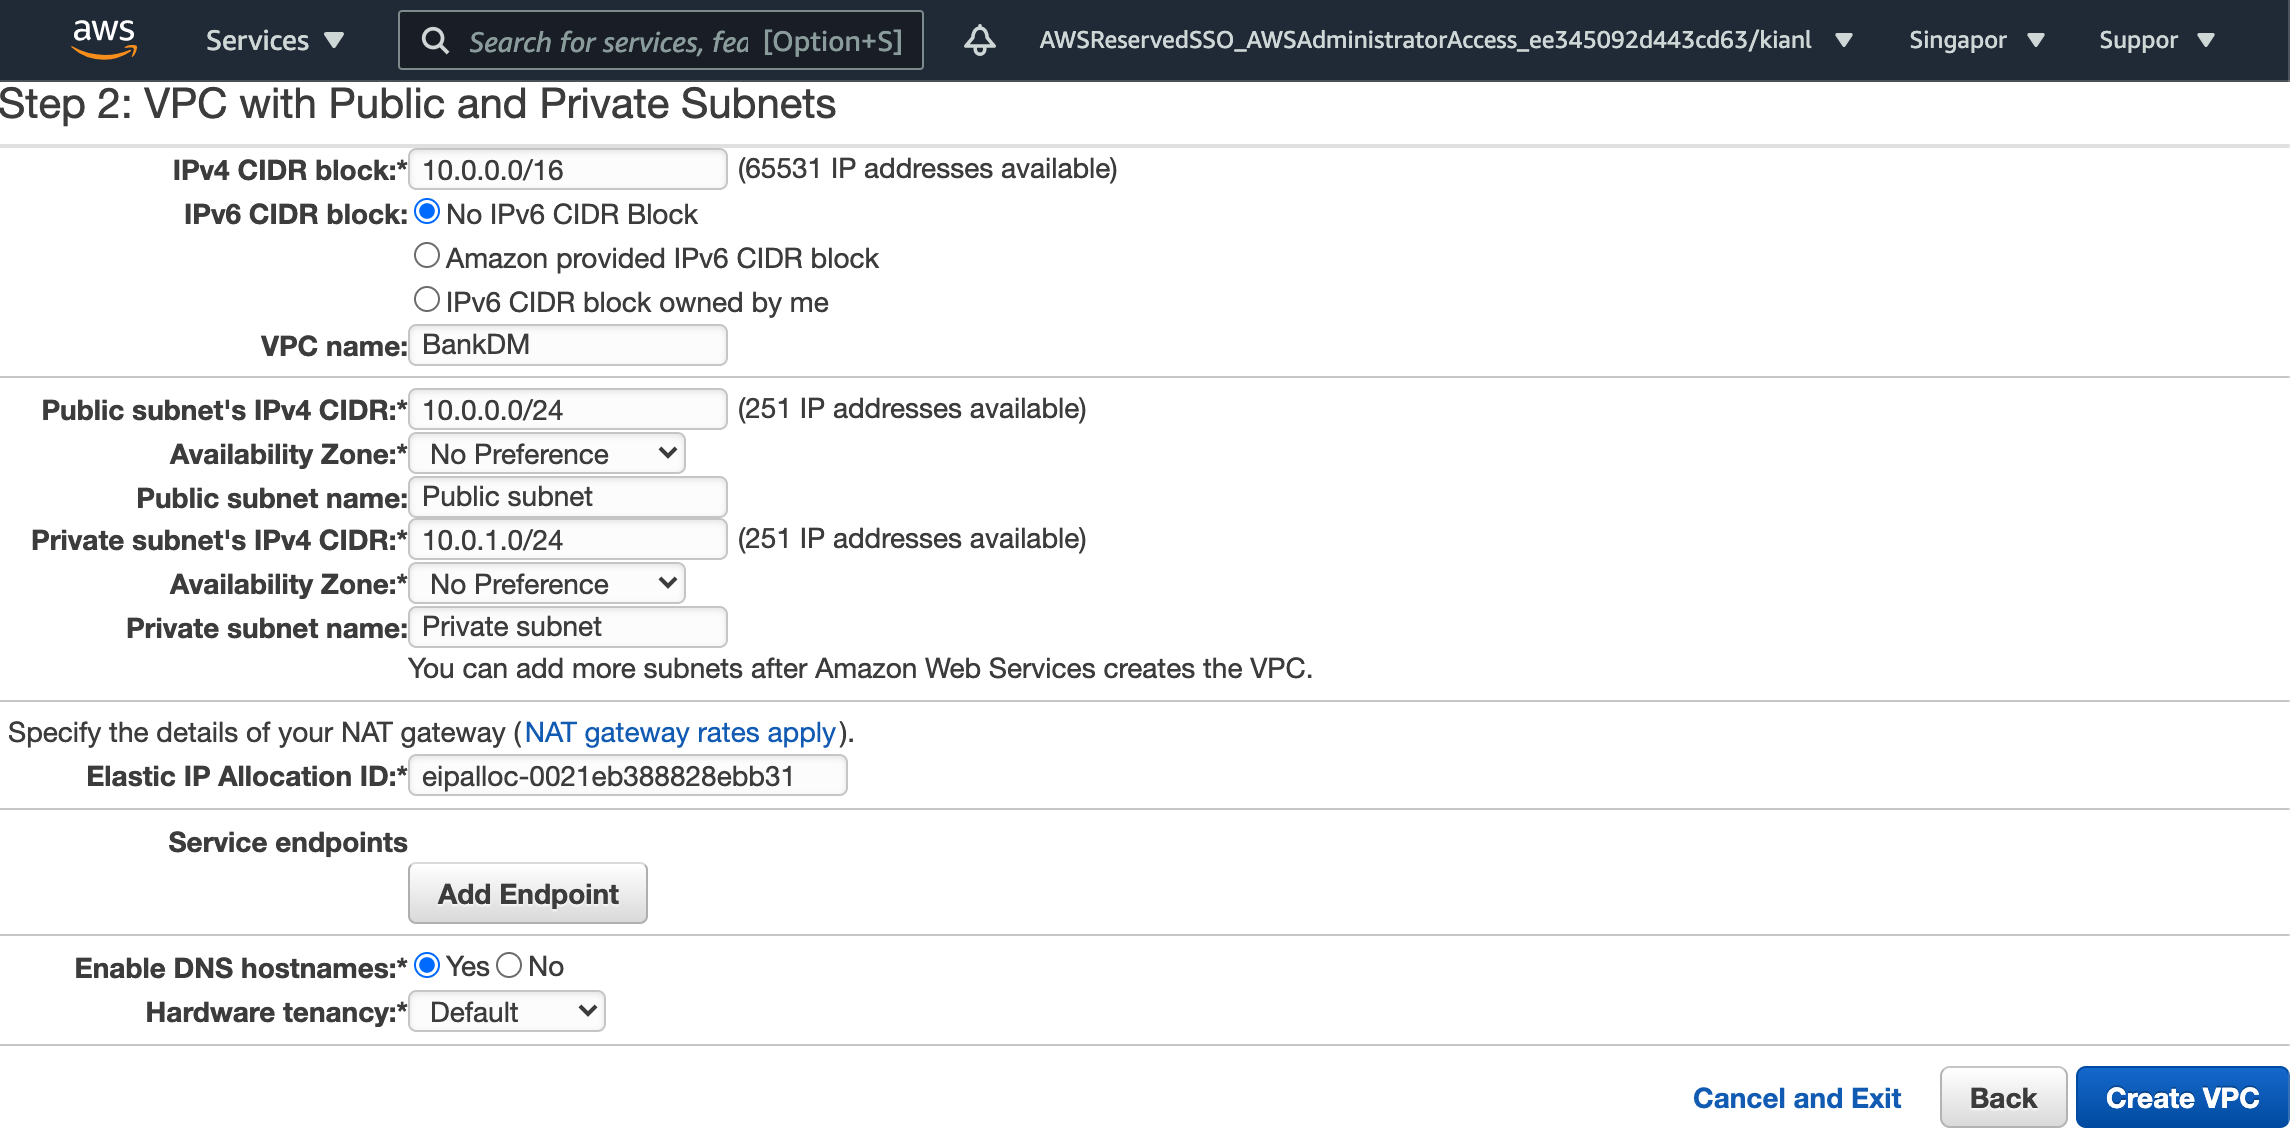 aws Services Search for services, fea [Option+S] AWSReservedSSO_AWSAdministratorAccess_ee345092d443cd63/kianl Singapor Suppor
Step 2: VPC with Public and Private Subnets
IPv4 CIDR block:* 10.0.0.0/16 (65531 IP addresses available)
IPv6 CIDR block: No IPv6 CIDR Block
Amazon provided IPv6 CIDR block
IPv6 CIDR block owned by me
VPC name: BankDM
Public subnet's IPv4 CIDR:* 10.0.0.0/24 (251 IP addresses available)
Availability Zone:* No Preference
Public subnet name: Public subnet
Private subnet's IPv4 CIDR:* 10.0.1.0/24 (251 IP addresses available)
Availability Zone:* No Preference
Private subnet name: Private subnet
You can add more subnets after Amazon Web Services creates the VPC.
Specify the details of your NAT gateway (NAT gateway rates apply).
Elastic IP Allocation ID:* eipalloc-0021eb388828ebb31
Service endpoints
Add Endpoint
Enable DNS hostnames:* Yes No
Hardware tenancy:* Default
Cancel and Exit Back Create VPC